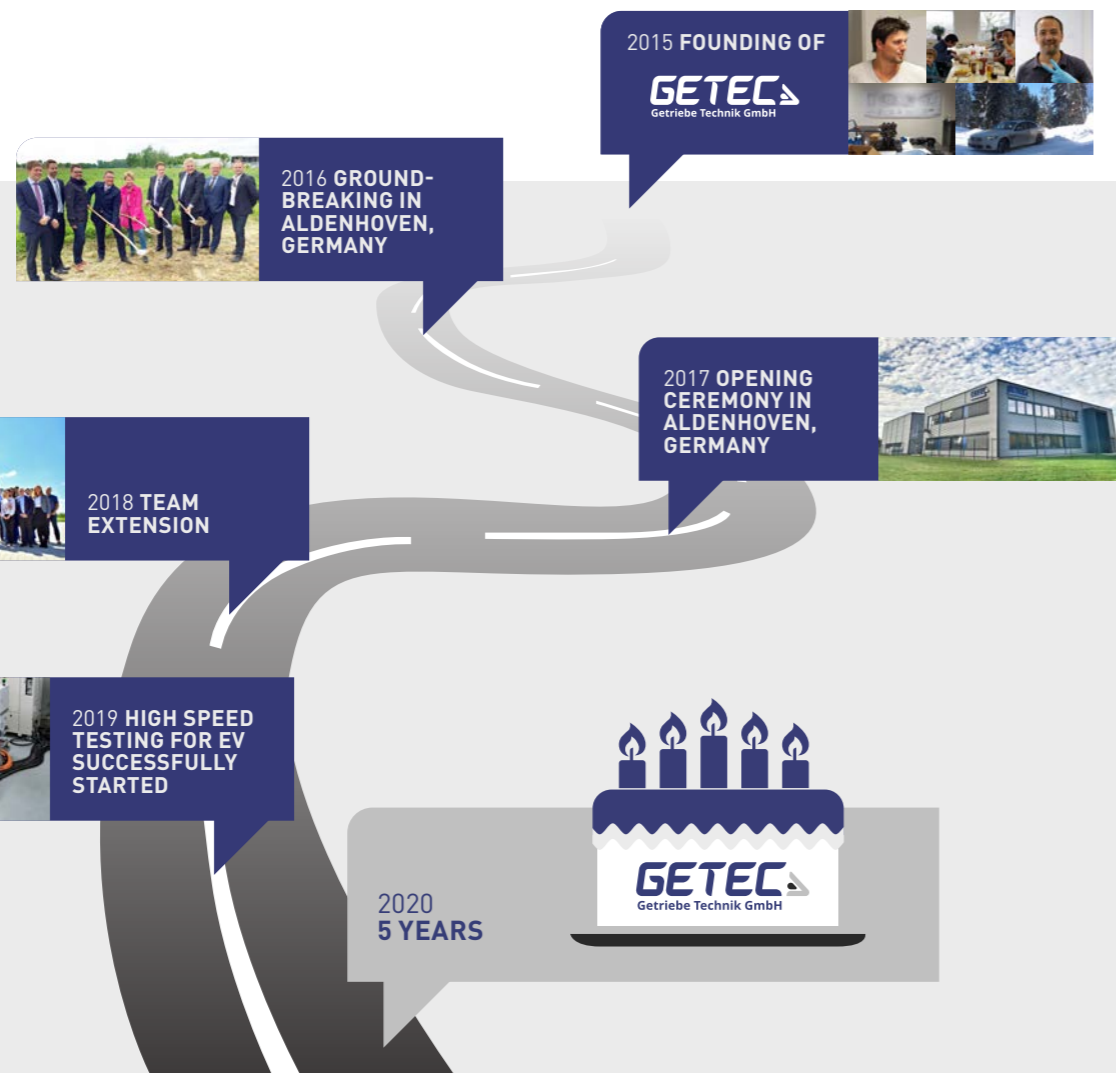 2015 FOUNDING OF
GETEC
Getriebe Technik GmbH
2016 GROUND-
BREAKING IN
ALDENHOVEN,
GERMANY
2017 OPENING
CEREMONY IN
ALDENHOVEN,
GERMANY
2018 TEAM
EXTENSION
2019 HIGH SPEED
TESTING FOR EV
SUCCESSFULLY
STARTED
2020
5 YEARS
GETEC
Getriebe Technik GmbH